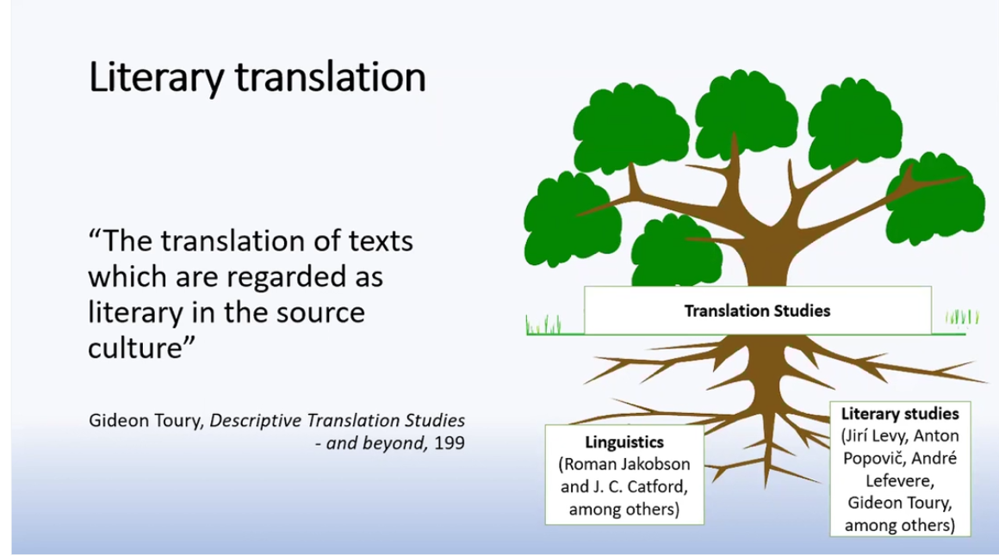 Literary translation
“The translation of texts
which are regarded as
literary in the source
culture”
Gideon Toury, Descriptive Translation Studies
- and beyond, 199
Translation Studies
Linguistics
(Roman Jakobson
and J. C. Catford,
among others)
Literary studies
(Jirí Levy, Anton
Popovič, André
Lefevere,
Gideon Toury,
among others)